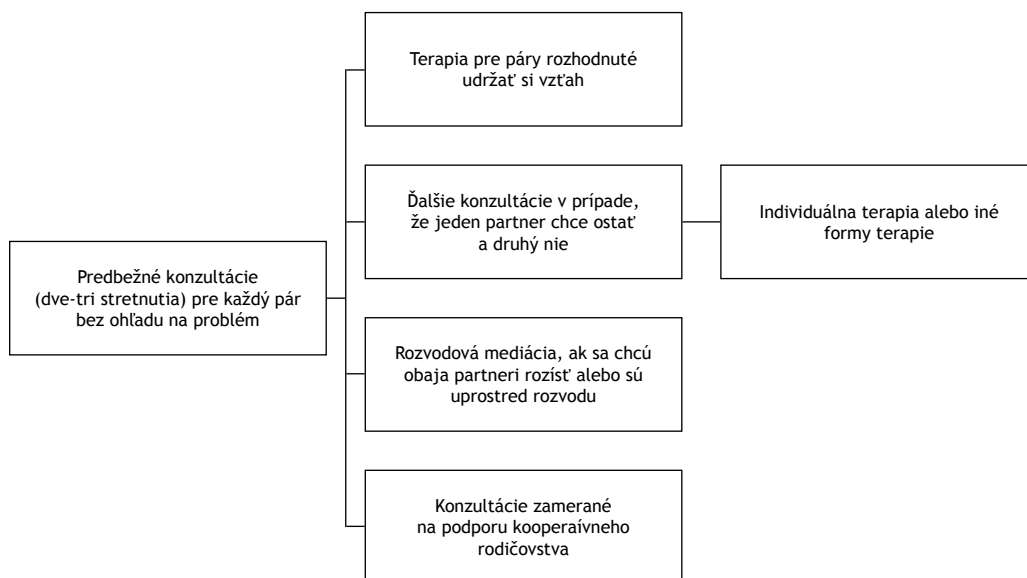 Terapia pre páry rozhodnuté
udržať si vzťah
Ďalšie konzultácie v prípade,
že jeden partner chce ostať
a druhý nie
Individuálna terapia alebo iné
formy terapie
Predbežné konzultácie
(dve-tri stretnutia) pre každý pár
bez ohľadu na problém
Rozvodová mediácia, ak sa chcú
obaja partneri rozísť alebo sú
uprostred rozvodu
Konzultácie zamerané
na podporu kooperaívneho
rodičovstva